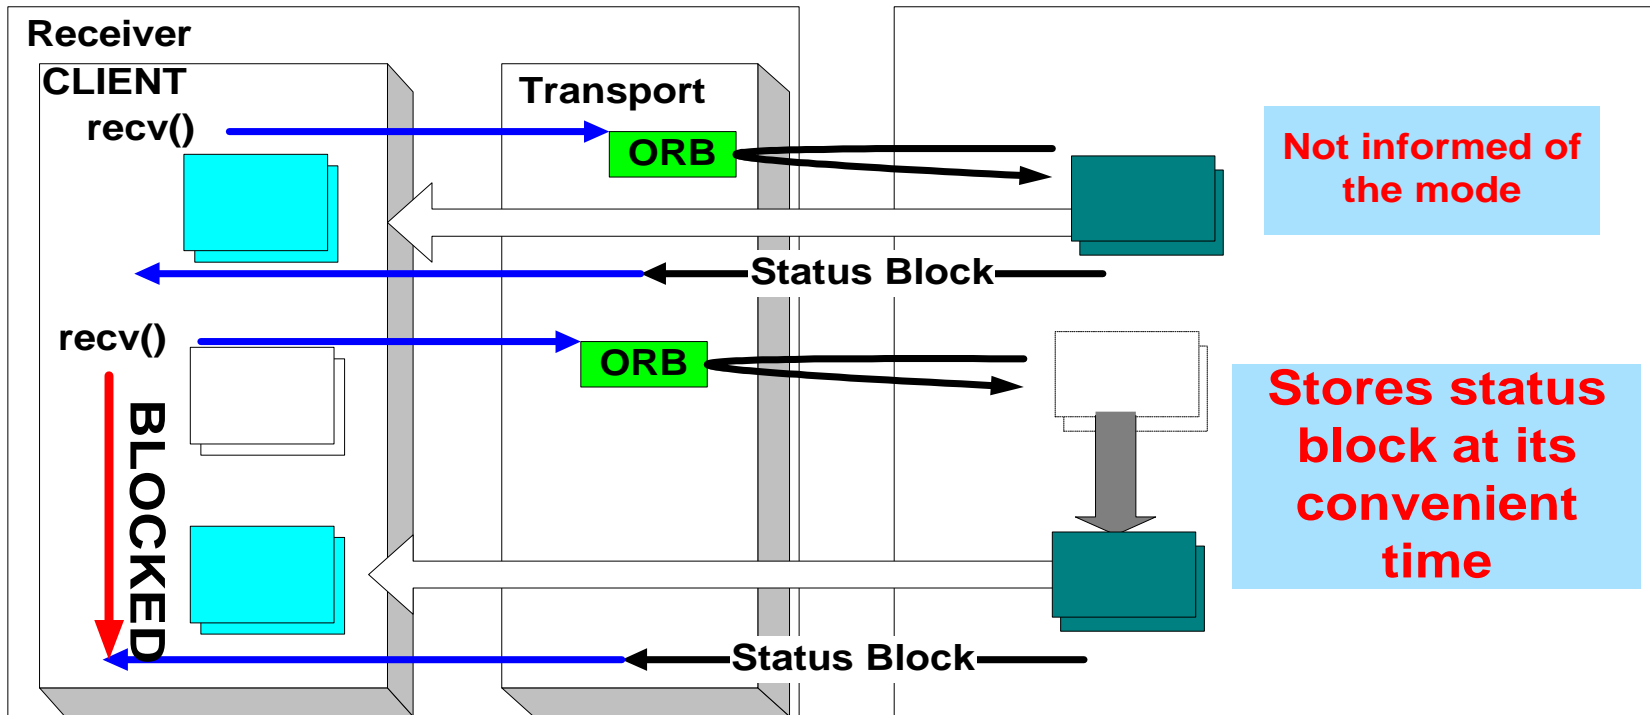 Receiver
CLIENT
Transport
recv()
ORB
Not informed of
the mode
Status Block
recv()
ORB
BLOCKED
Stores status
block at its
convenient
time
Status Block